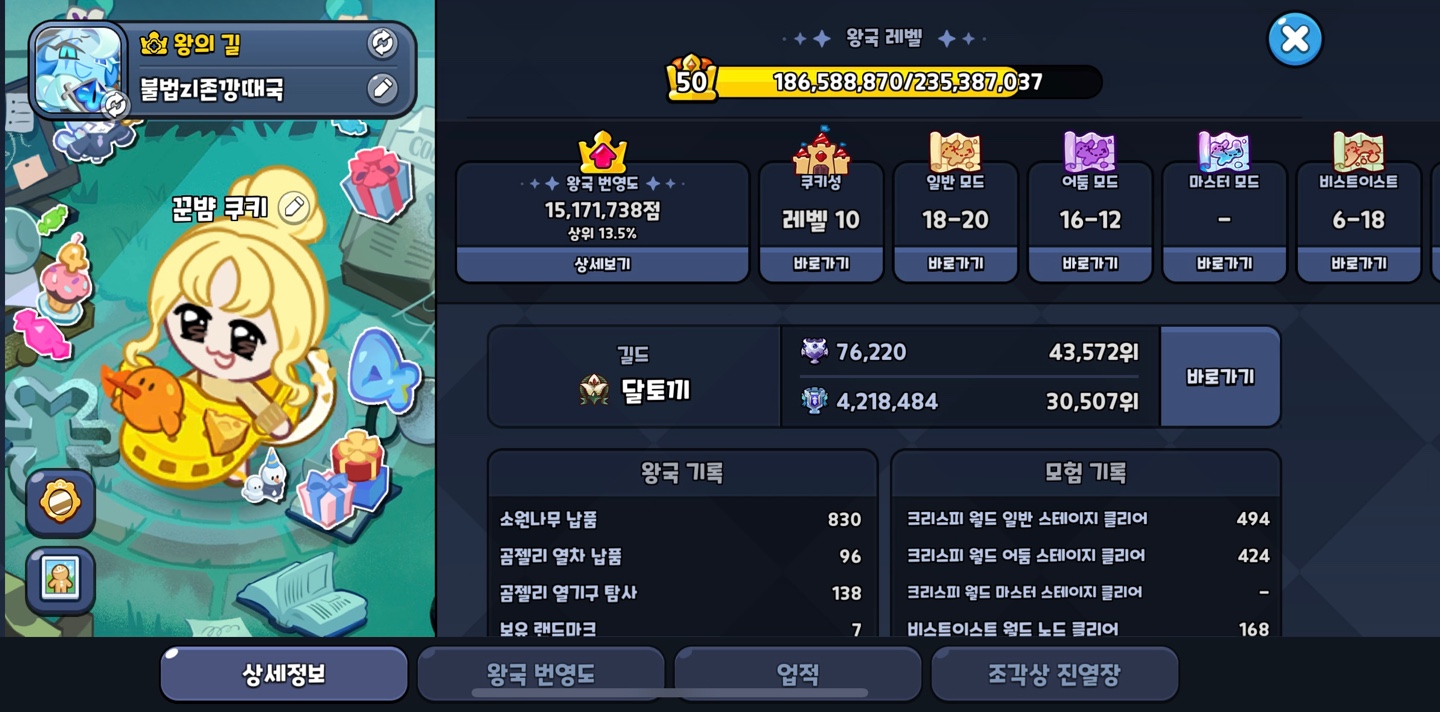 왕의 길
불법ㄹl존깡때국
꾼뱜 쿠키
왕국 레벨
50
186,588,870/235,387,037
왕국 번영도
15,171,738점
상위 13.5%
상세보기
쿠키성
레벨 10
바로가기
일반 모드
18-20
바로가기
어둠 모드
16-12
바로가기
마스터 모드
-
바로가기
비스트이스트
6-18
바로가기
길드
달토끼
76,220
43,572위
4,218,484
30,507위
바로가기
왕국 기록
소원나무 납품 830
곰젤리 열차 납품 96
곰젤리 열기구 탐사 138
보유 랜드마크 7
모험 기록
크리스피 월드 일반 스테이지 클리어 494
크리스피 월드 어둠 스테이지 클리어 424
크리스피 월드 마스터 스테이지 클리어 -
비스트이스트 월드 노드 클리어 168
4
4
상세정보
왕국 번영도
업적
조각상 진열장